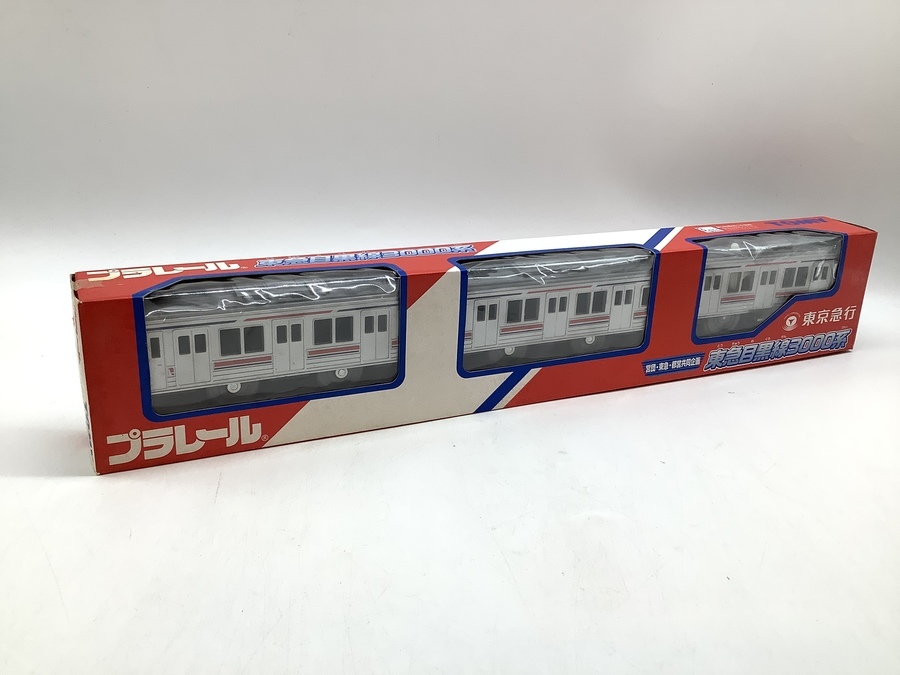 プラレール
東急目黒線3000系
TOMY
東京急行
営団・東急・都営共同企画
東急目黒線3000系
プラレール®